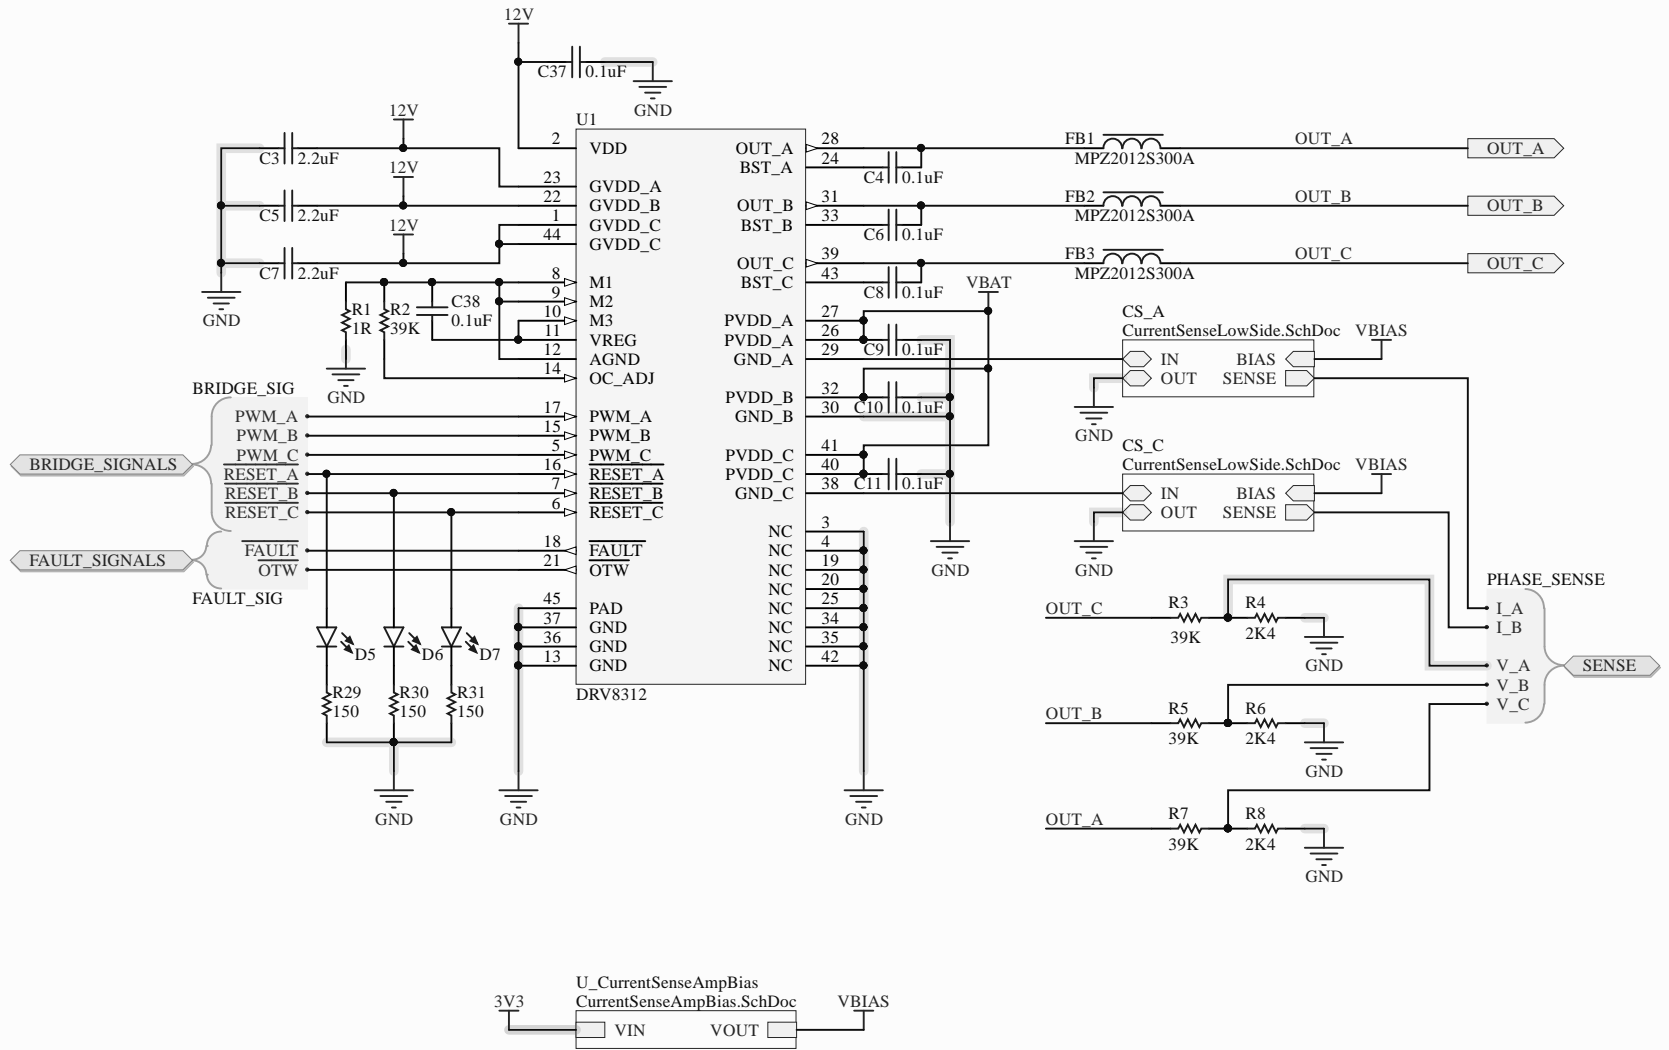 12V
C37 0.1uF
GND
U1
12V
C3 2.2uF
12V
C5 2.2uF
12V
C7 2.2uF
GND
2 VDD
23 GVDD_A
22 GVDD_B
1 GVDD_C
44 GVDD_C
8 M1
9 M2
10 M3
11 VREG
12 AGND
14 OC_ADJ
17 PWM_A
15 PWM_B
5 PWM_C
16 RESET_A
7 RESET_B
6 RESET_C
18 FAULT
21 OTW
45 PAD
37 GND
36 GND
13 GND
DRV8312
R1
1R
R2
39K
C38
0.1uF
GND
BRIDGE_SIG
PWM_A
PWM_B
PWM_C
RESET_A
RESET_B
RESET_C
BRIDGE_SIGNALS
FAULT
OTW
FAULT_SIGNALS
FAULT_SIG
D5
D6
D7
R29
150
R30
150
R31
150
GND
GND
OUT_A 28
BST_A 24
OUT_B 31
BST_B 33
OUT_C 39
BST_C 43
PVDD_A 27
PVDD_A 26
GND_A 29
PVDD_B 32
GND_B 30
PVDD_C 41
PVDD_C 40
GND_C 38
NC 3
NC 4
NC 19
NC 20
NC 25
NC 34
NC 35
NC 42
GND
C4 0.1uF
C6 0.1uF
C8 0.1uF
VBAT
C9 0.1uF
C10 0.1uF
C11 0.1uF
GND
FB1
MPZ2012S300A
OUT_A
OUT_A
FB2
MPZ2012S300A
OUT_B
OUT_B
FB3
MPZ2012S300A
OUT_C
OUT_C
CS_A
CurrentSenseLowSide.SchDoc
VBIAS
IN BIAS
OUT SENSE
GND
CS_C
CurrentSenseLowSide.SchDoc
VBIAS
IN BIAS
OUT SENSE
GND
OUT_C
R3
39K
R4
2K4
GND
OUT_B
R5
39K
R6
2K4
GND
OUT_A
R7
39K
R8
2K4
GND
PHASE_SENSE
I_A
I_B
V_A
V_B
V_C
SENSE
U_CurrentSenseAmpBias
CurrentSenseAmpBias.SchDoc
3V3
VIN VOUT
VBIAS